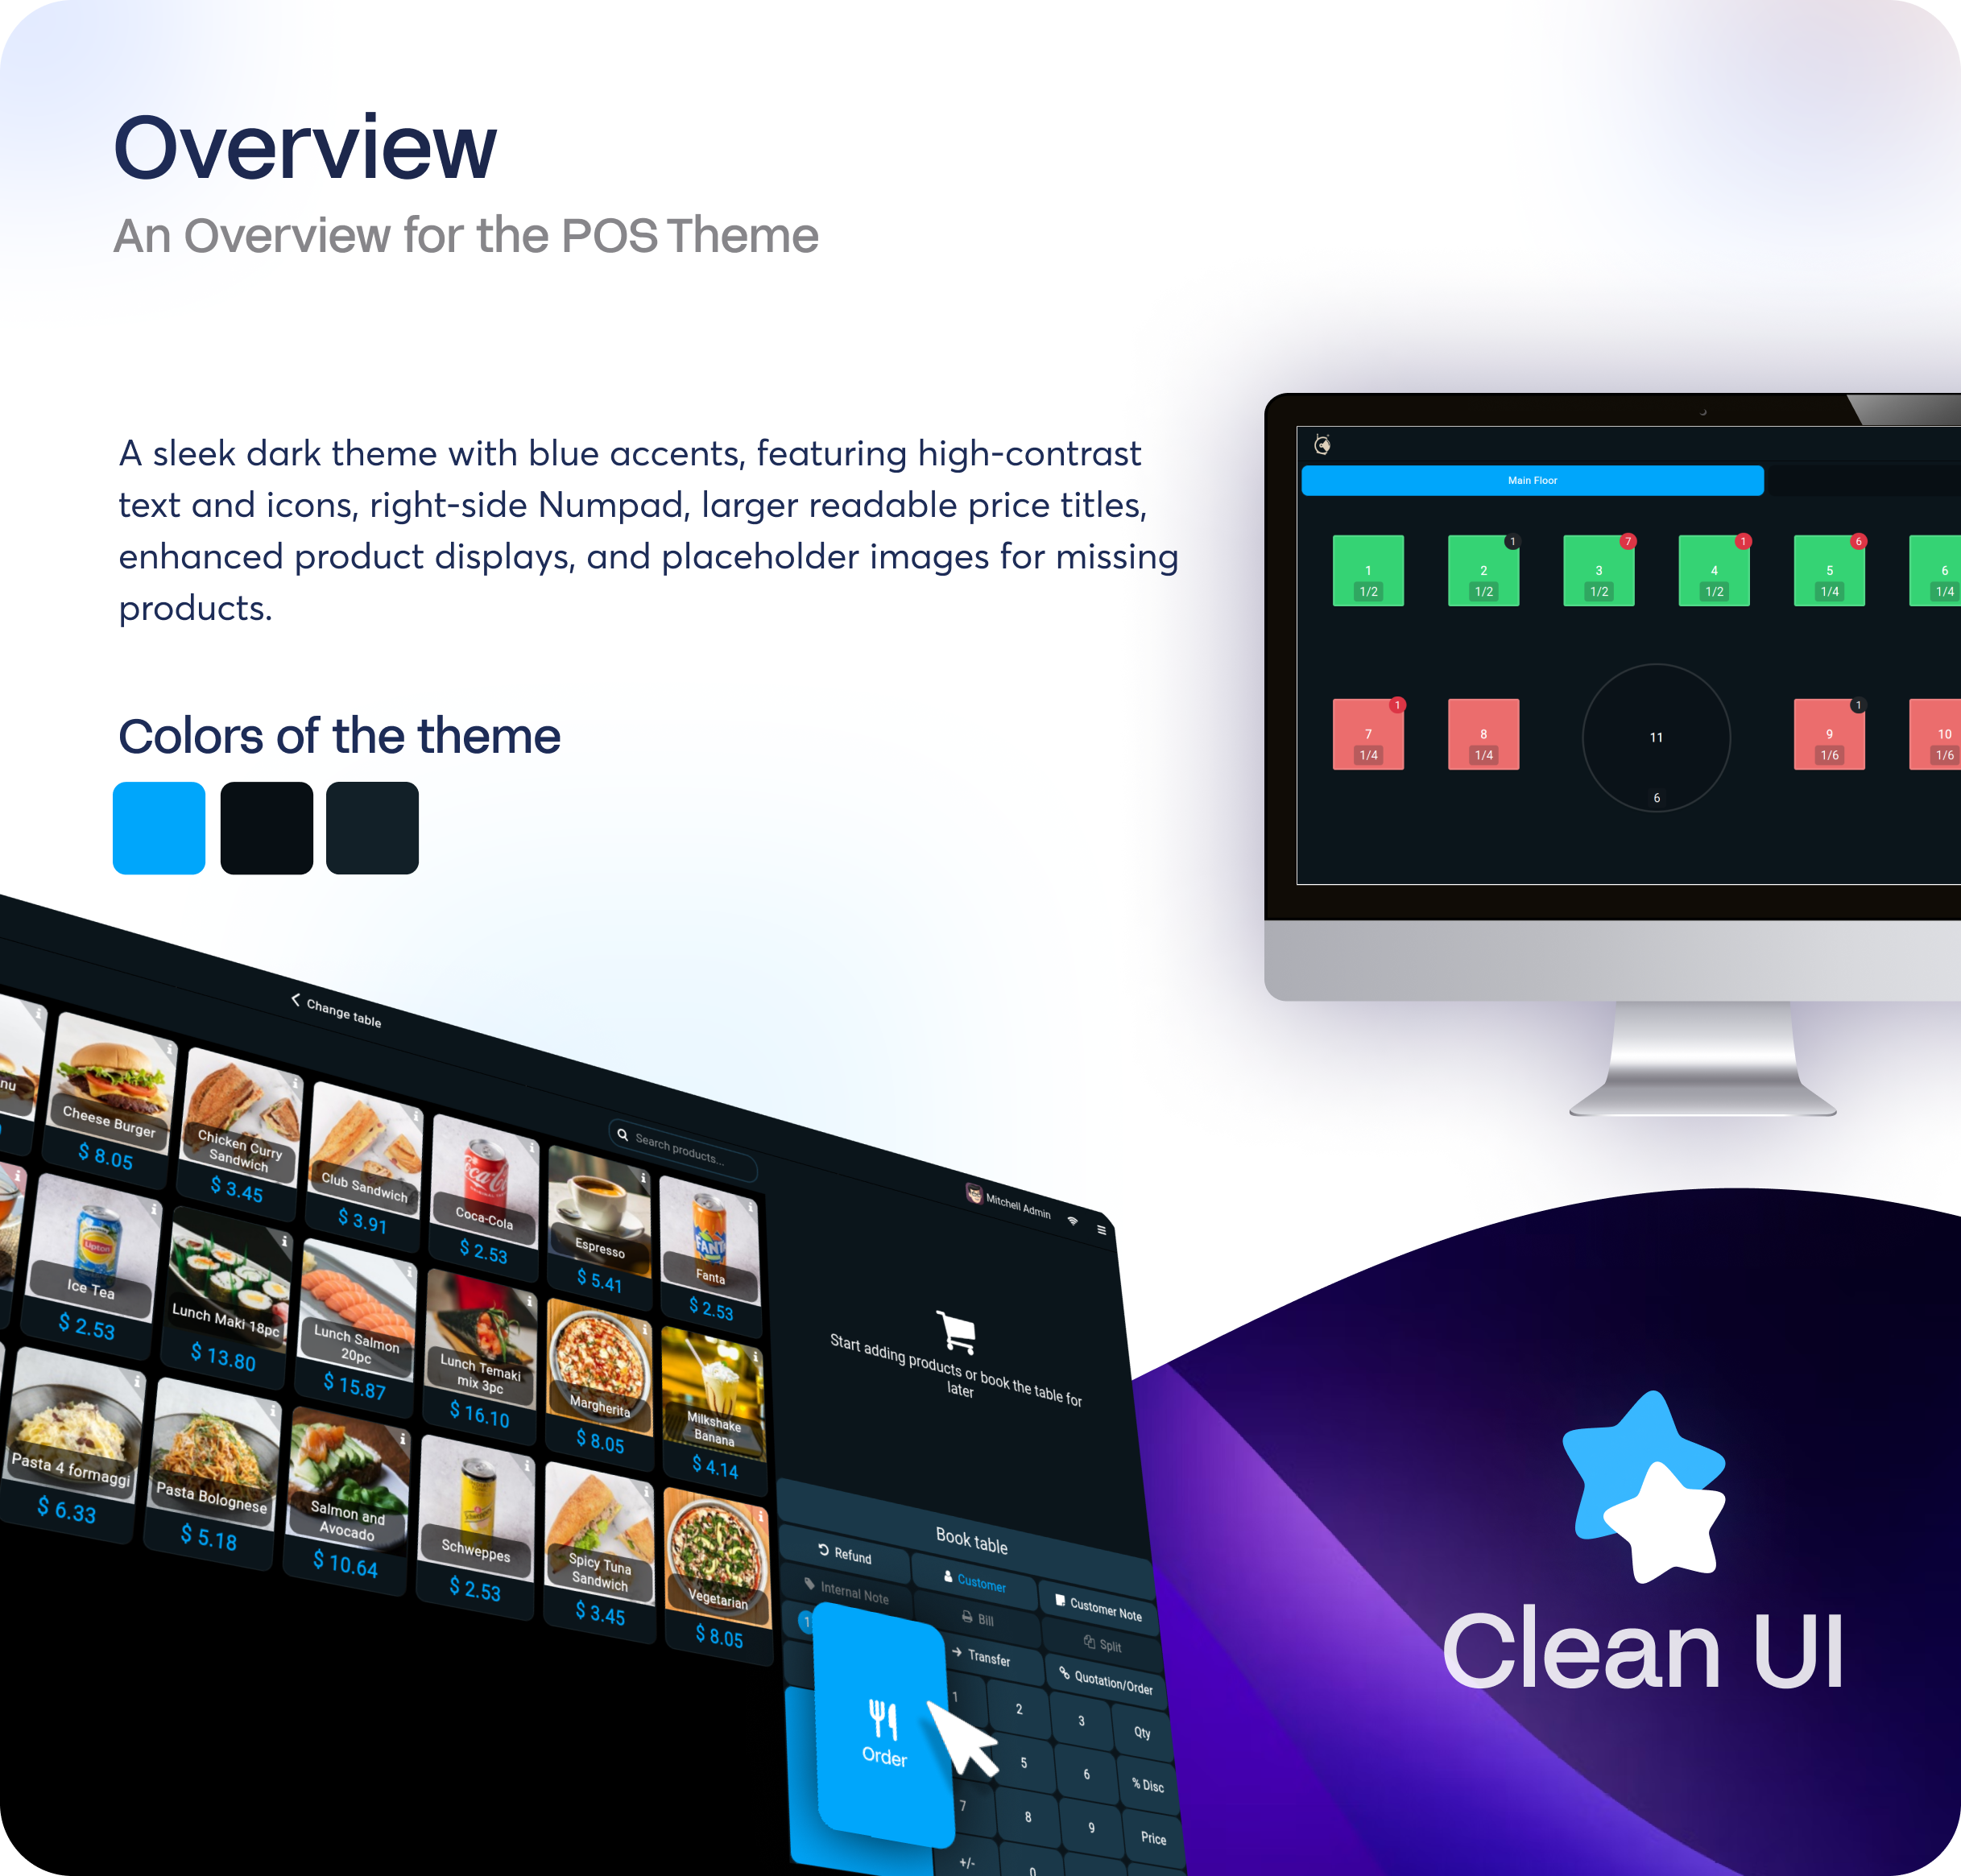 Overview
An Overview for the POS Theme
A sleek dark theme with blue accents, featuring high-contrast
text and icons, right-side Numpad, larger readable price titles,
enhanced product displays, and placeholder images for missing
products.
Colors of the theme
Main Floor
1
1/2
1
2
1/2
7
3
1/2
1
4
1/2
6
5
1/4
6
1/4
1
7
1/4
8
1/4
11
6
1
9
1/6
10
1/6
Change table
Search products...
Mitchell Admin
nu
Cheese Burger
$ 8.05
Chicken Curry
Sandwich
$ 3.45
Club Sandwich
$ 3.91
Coca-Cola
$ 2.53
Espresso
$ 5.41
FANTA
Fanta
$ 2.53
Lipton
Ice Tea
$ 2.53
Lunch Maki 18pc
$ 13.80
Lunch Salmon
20pc
$ 15.87
Lunch Temaki
mix 3pc
$ 16.10
Margherita
$ 8.05
Milkshake
Banana
$ 4.14
Pasta 4 formaggi
$ 6.33
Pasta Bolognese
$ 5.18
Salmon and
Avocado
$ 10.64
Schweppes
$ 2.53
Spicy Tuna
Sandwich
$ 3.45
Vegetarian
$ 8.05
Start adding products or book the table for
later
Book table
Refund
Customer
Customer Note
Internal Note
Bill
Split
1
Transfer
Quotation/Order
Order
1
2
3
Qty
5
6
% Disc
7
8
9
Price
+/-
0
Clean UI